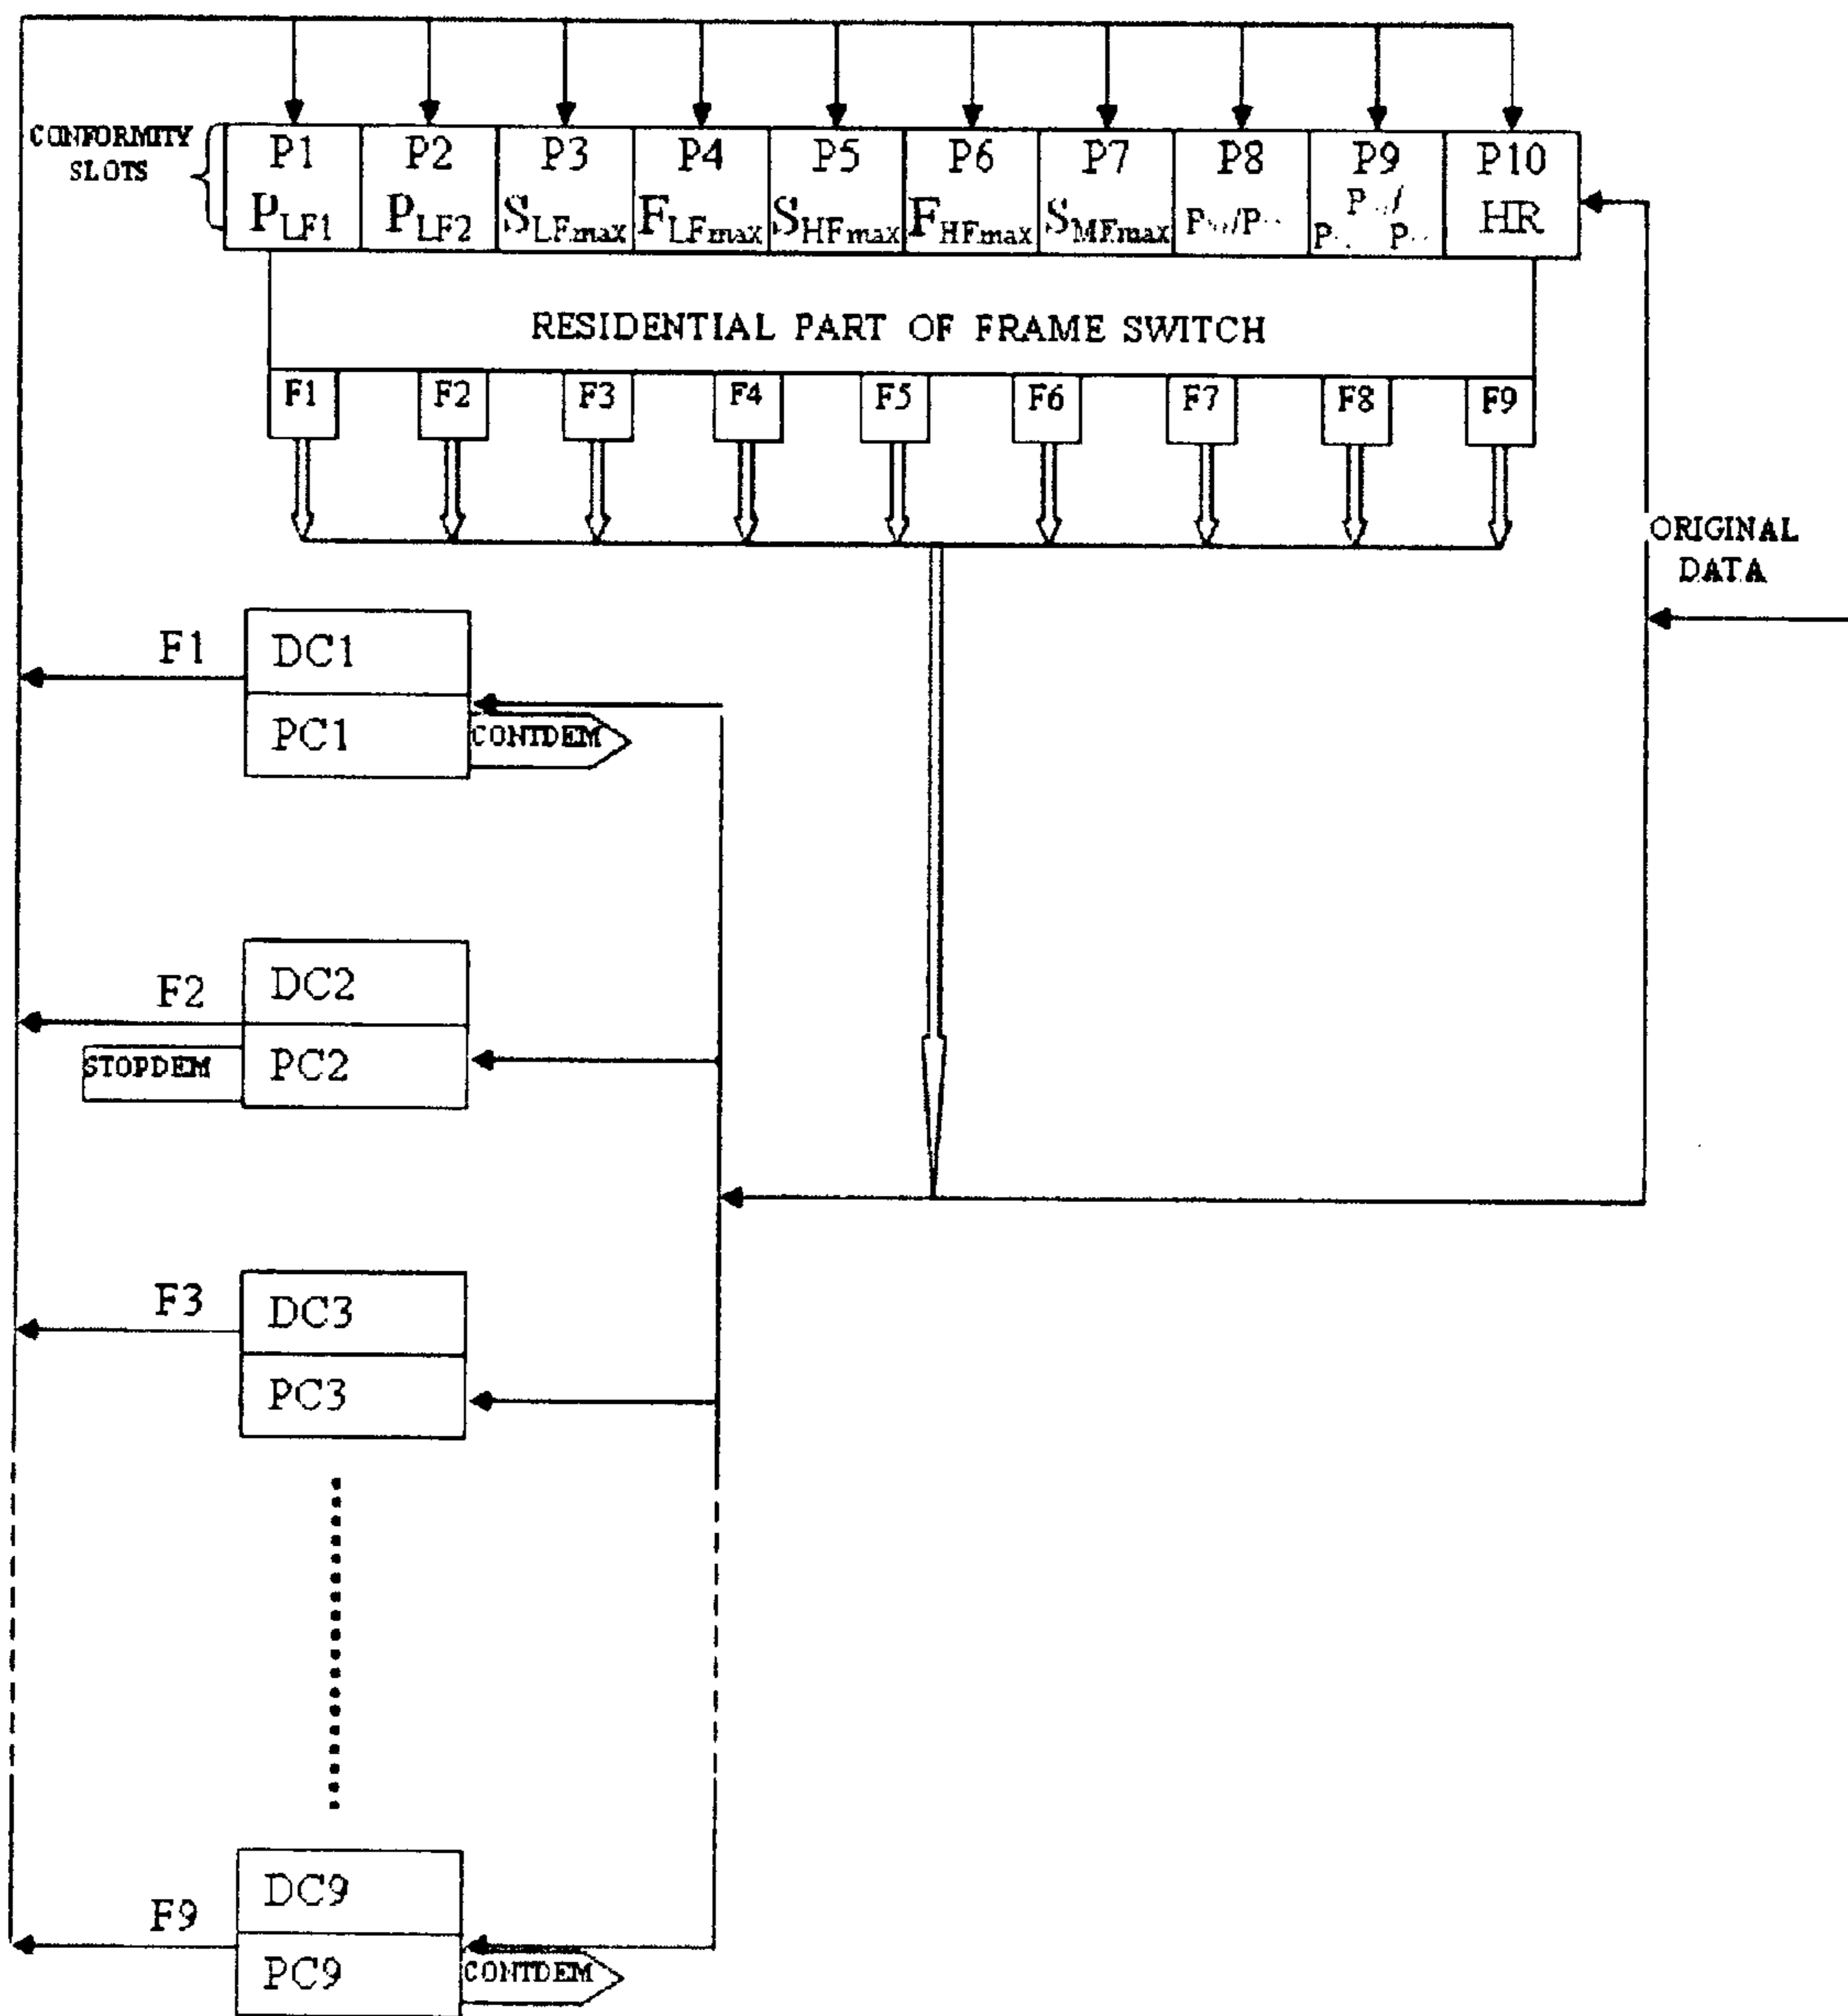 CONFORMITY
SLOTS
P1 P2 P3 P4 P5 P6 P7 P8 P9 P10
PLF1 PLF2 SLFmax FLFmax SHFmax FHFmax SMFmax HR
RESIDENTIAL PART OF FRAME SWITCH
F1 F2 F3 F4 F5 F6 F7 F8 F9
ORIGINAL
DATA
F1 DC1
PC1 CONTDEM
F2 DC2
STOPDEM PC2
F3 DC3
PC3
F9 DC9
PC9 CONTDEM